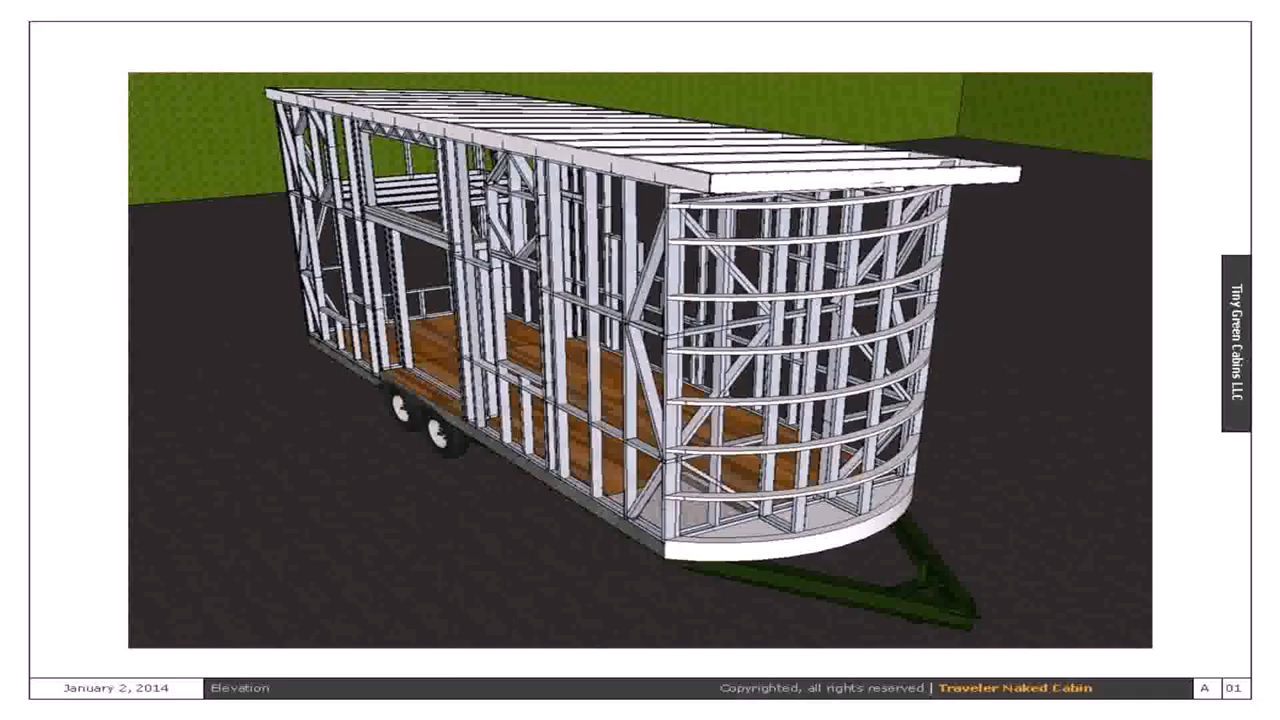 Tiny Green Cabins LLC
January 2, 2014
Elevation
Copyrighted, all rights reserved | Traveler Naked Cabin
A
01